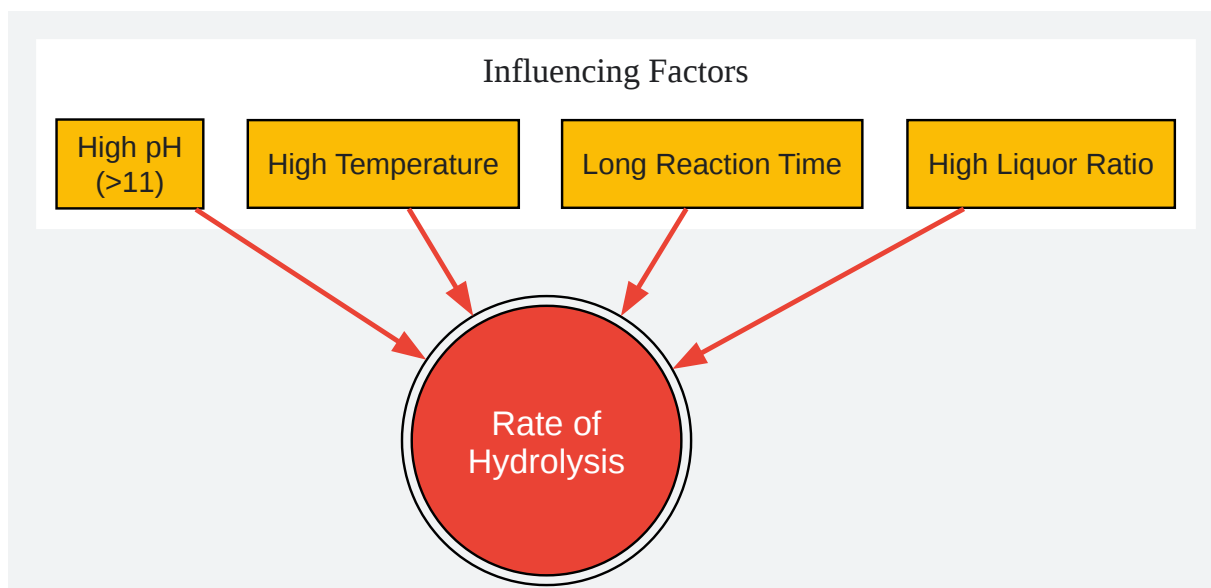 Influencing Factors
High pH
(>11)
High Temperature
Long Reaction Time
High Liquor Ratio
Rate of
Hydrolysis